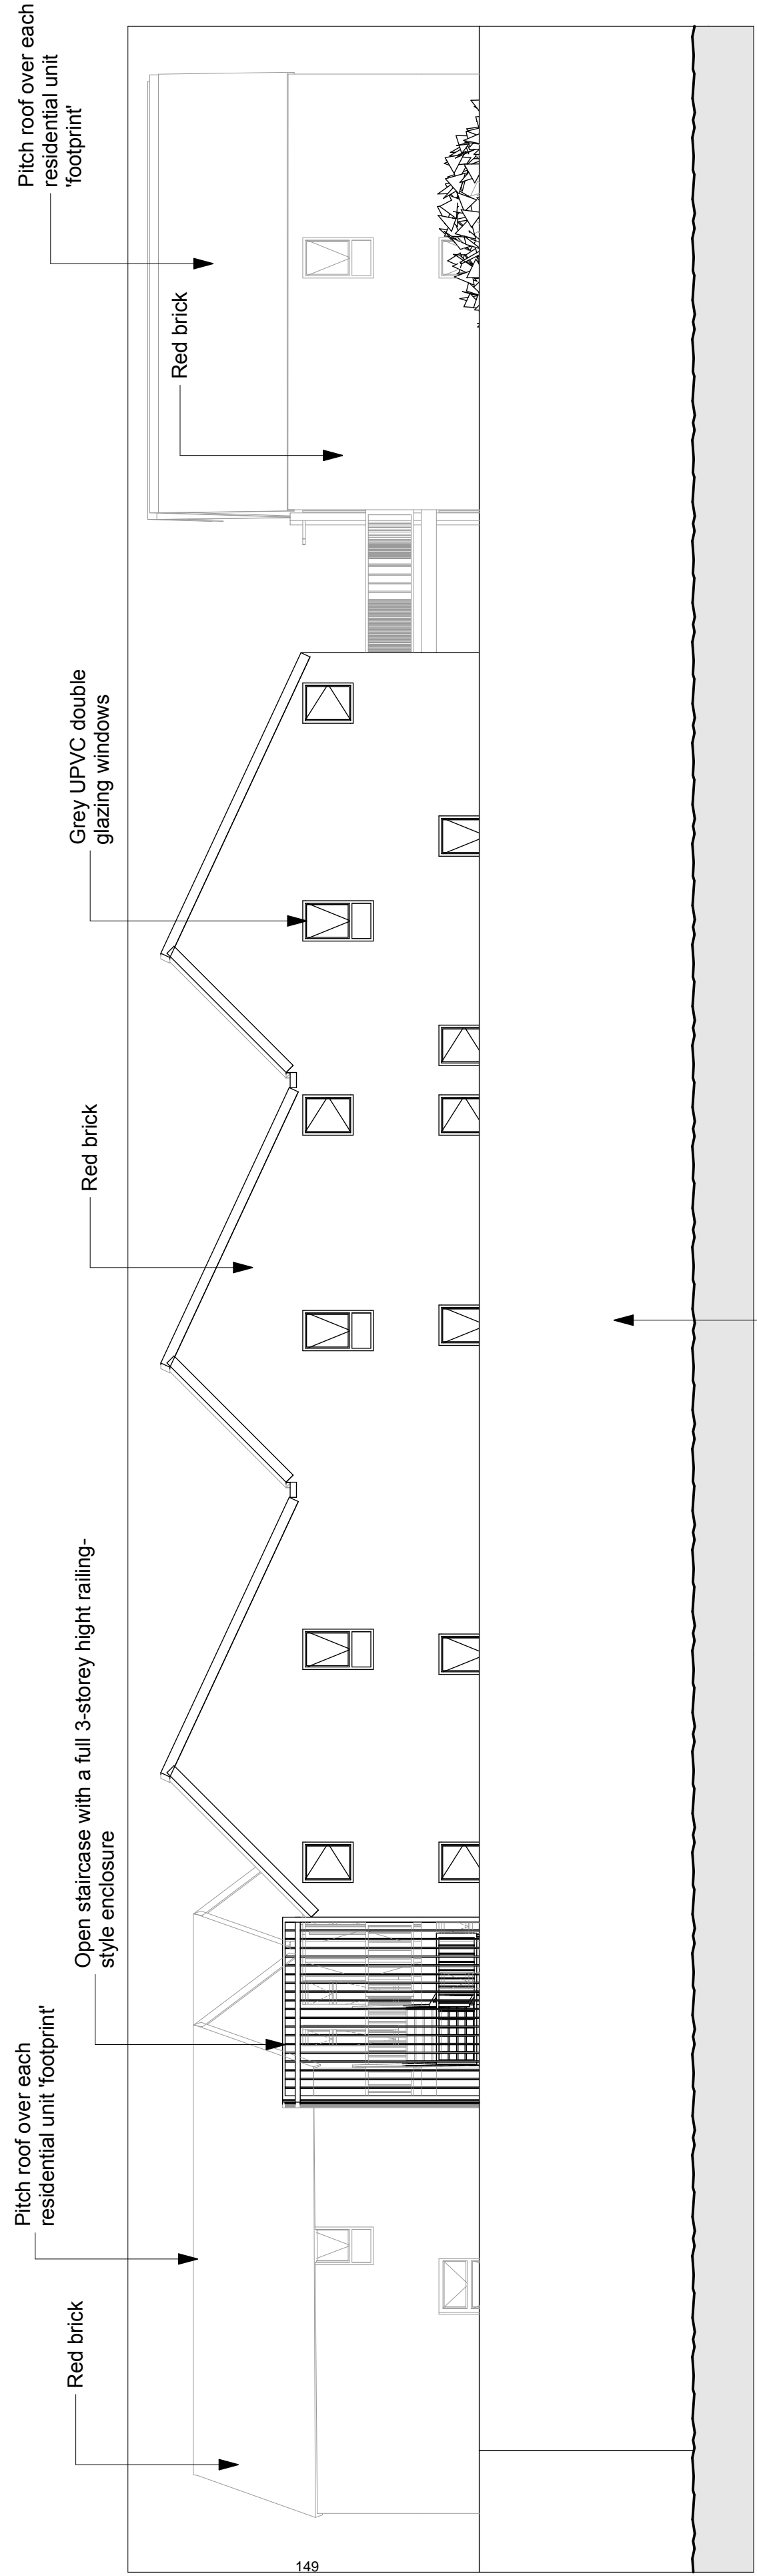 Red brick
Pitch roof over each
residential unit 'footprint'
Open staircase with a full 3-storey hight railing-
style enclosure
Red brick
Grey UPVC double
glazing windows
Red brick
Pitch roof over each
residential unit
'footprint'
149